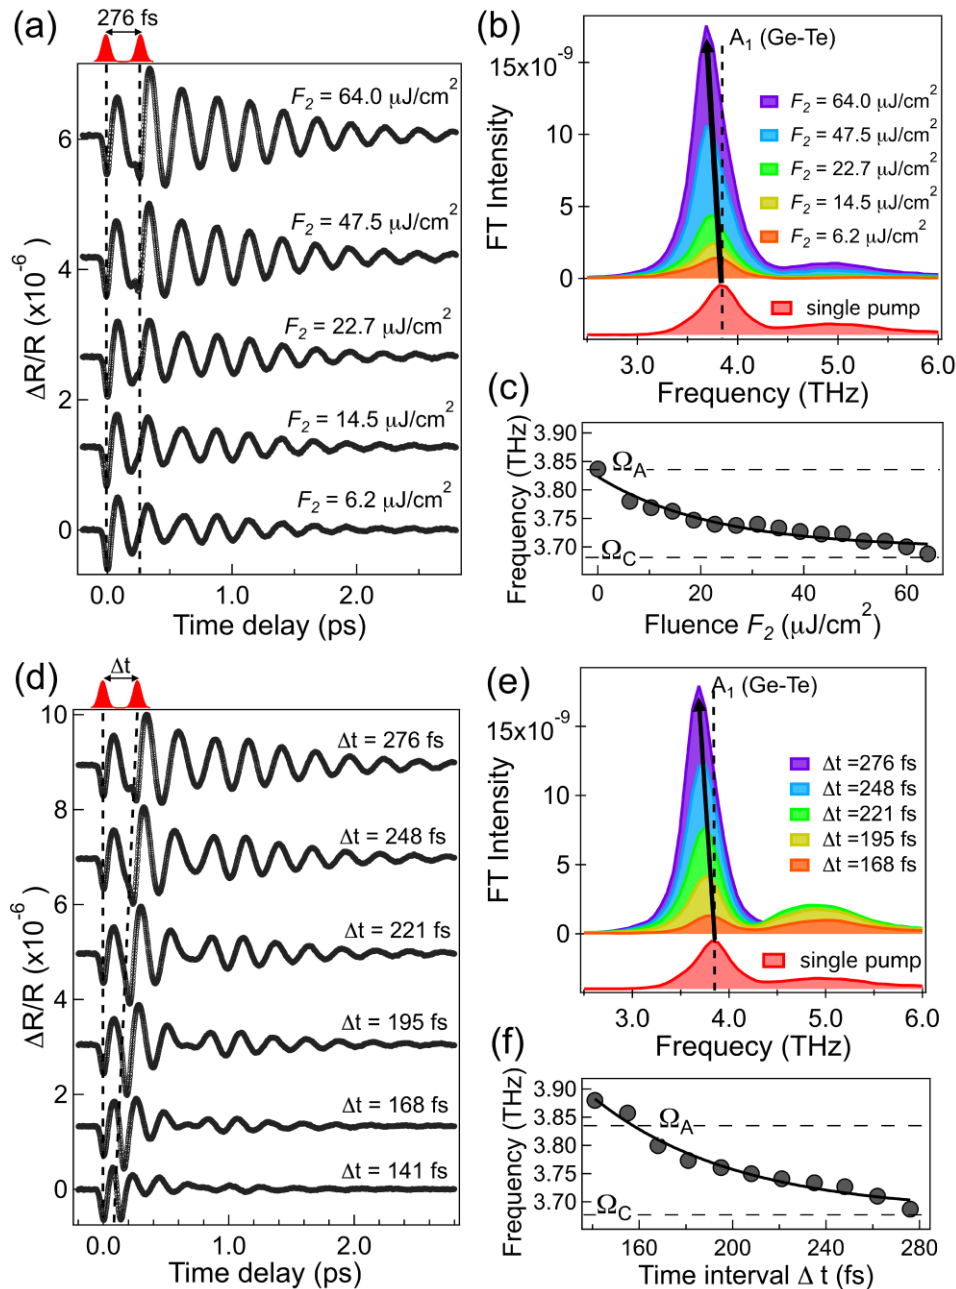 (a)
276 fs
F2 = 64.0 μJ/cm²
F2 = 47.5 μJ/cm²
F2 = 22.7 μJ/cm²
F2 = 14.5 μJ/cm²
F2 = 6.2 μJ/cm²
6
4
2
0
ΔR/R (x10⁻⁶)
0.0 1.0 2.0
Time delay (ps)
(b)
A1 (Ge-Te)
15x10⁻⁹
10
5
0
FT Intensity
F2 = 64.0 μJ/cm²
F2 = 47.5 μJ/cm²
F2 = 22.7 μJ/cm²
F2 = 14.5 μJ/cm²
F2 = 6.2 μJ/cm²
single pump
3.0 4.0 5.0 6.0
Frequency (THz)
(c)
3.90
3.85
3.80
3.75
3.70
Frequency (THz)
ΩA
ΩC
0 20 40 60
Fluence F2 (μJ/cm²)
(d)
Δt
Δt = 276 fs
Δt = 248 fs
Δt = 221 fs
Δt = 195 fs
Δt = 168 fs
Δt = 141 fs
10
8
6
4
2
0
ΔR/R (x10⁻⁶)
0.0 1.0 2.0
Time delay (ps)
(e)
A1 (Ge-Te)
15x10⁻⁹
10
5
0
FT Intensity
Δt =276 fs
Δt =248 fs
Δt =221 fs
Δt =195 fs
Δt =168 fs
single pump
3.0 4.0 5.0 6.0
Frequecy (THz)
(f)
3.90
3.85
3.80
3.75
3.70
Frequency (THz)
ΩA
ΩC
160 200 240 280
Time interval Δ t (fs)